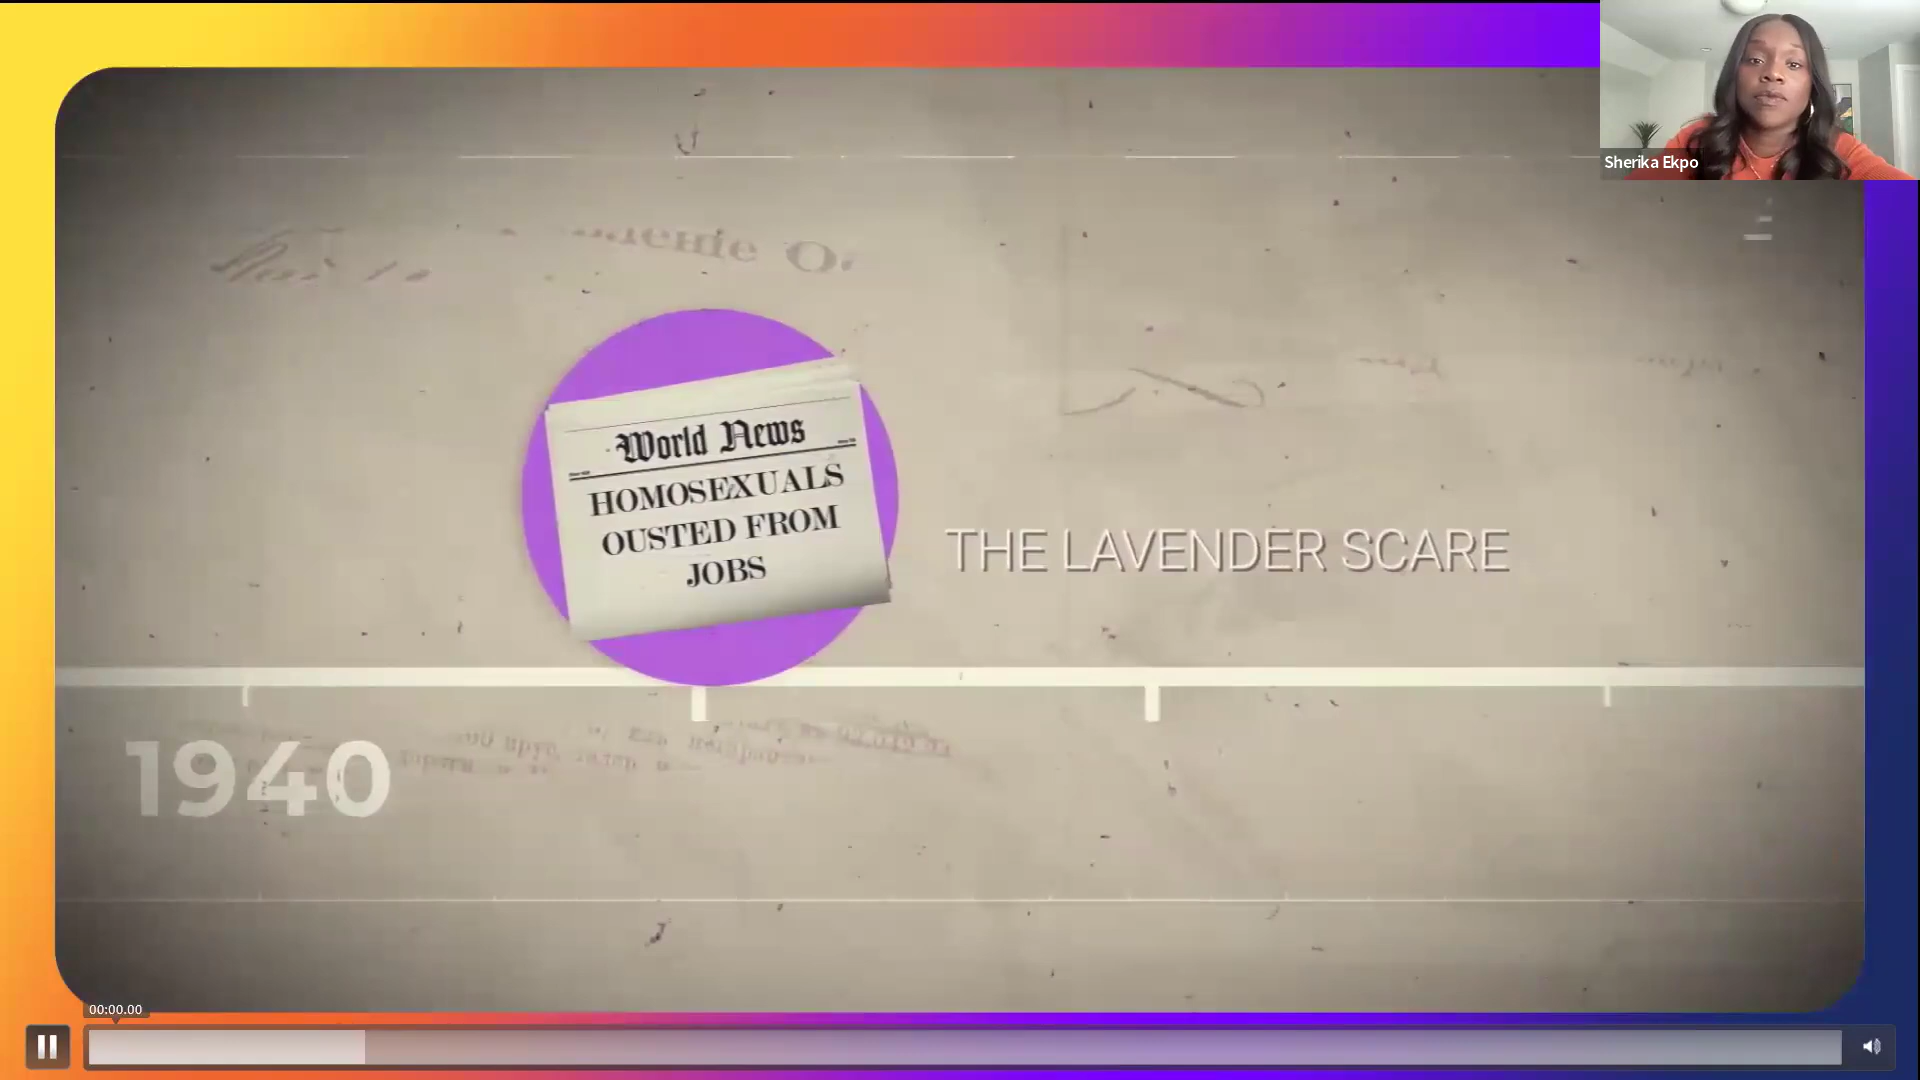 Sherika Ekpo
World News
HOMOSEXUALS
OUSTED FROM
JOBS
THE LAVENDER SCARE
1940
00:00.00